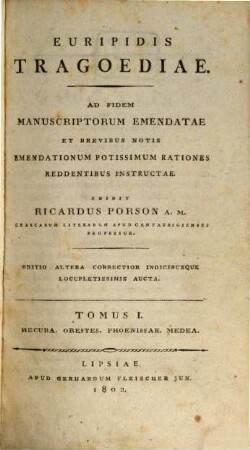 EURIPIDIS
TRAGOEDIAE.
AD FIDEM
MANUSCRIPTORUM EMENDATAE
ET BREVIBUS NOTIS
EMENDATIONUM POTISSIMUM RATIONES
REDDENTIBUS INSTRUCTAE.
EDIDIT
RICARDUS PORSON A. M.
GRAECARUM LITERARUM APUD CANTABRIGIENSES
PROFESSOR.
EDITIO ALTERA CORRECTIOR INDICIBUSQUE
LOCUPLETISSIMIS AUCTA.
TOMUS I.
HECUBA. ORESTES. PHOENISSAE. MEDEA.
LIPSIAE,
APUD GERHARDUM FLEISCHER JUN.
1802.